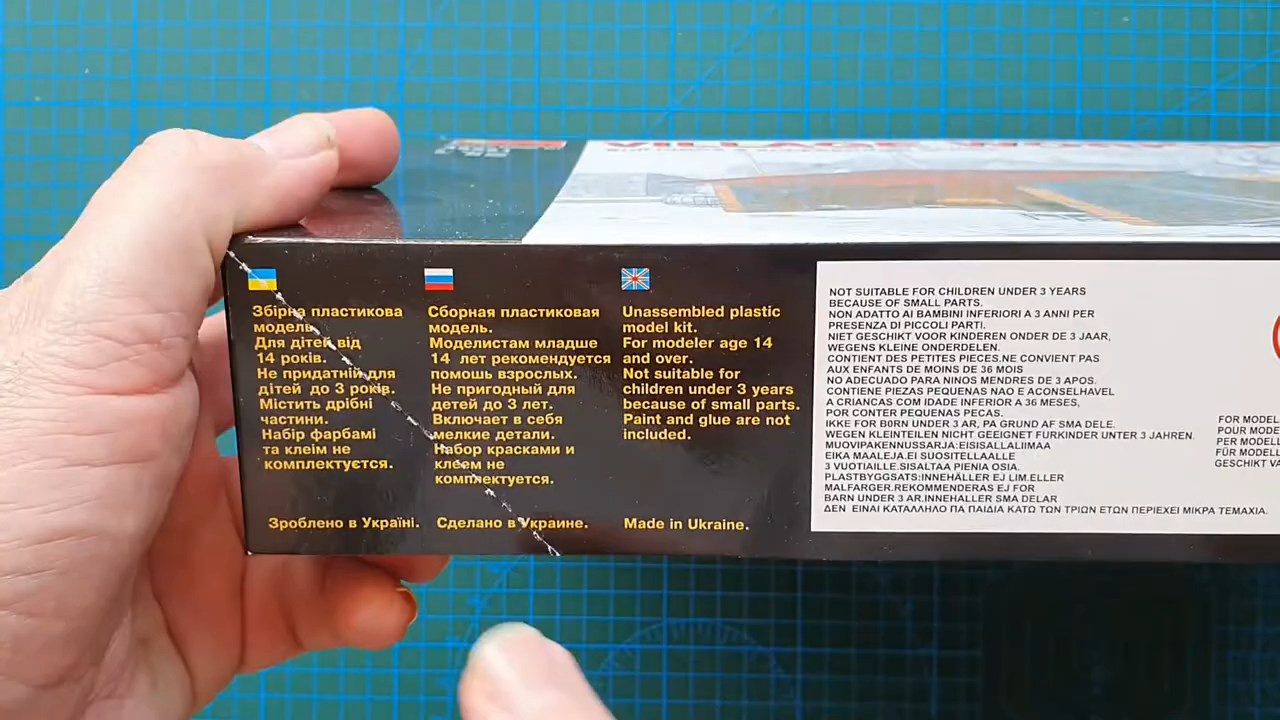 VILLAGE
Збірна пластикова
модель.
Для дітей від
14 років.
Не придатній для
дітей до 3 років.
Містить дрібні
частини.
Набір фарбамі
та клеім не
комплектуєтся.
Зроблено в Україні.
Сборная пластиковая
модель.
Моделистам младше
14 лет рекомендуется
помошь взрослых.
Не пригодный для
детей до 3 лет.
Включает в себя
мелкие детали.
Набор красками и
клеем не
комплектуется.
Сделано в Украине.
Unassembled plastic
model kit.
For modeler age 14
and over.
Not suitable for
children under 3 years
because of small parts.
Paint and glue are not
included.
Made in Ukraine.
NOT SUITABLE FOR CHILDREN UNDER 3 YEARS
BECAUSE OF SMALL PARTS.
NON ADATTO AI BAMBINI INFERIORI A 3 ANNI PER
PRESENZA DI PICCOLI PARTI.
NIET GESCHIKT VOOR KINDEREN ONDER DE 3 JAAR,
WEGENS KLEINE ONDERDELEN.
CONTIENT DES PETITES PIECES.NE CONVIENT PAS
AUX ENFANTS DE MOINS DE 36 MOIS
NO ADECUADO PARA NINOS MENDRES DE 3 APOS.
CONTIENE PIEZAS PEQUENAS NAO E ACONSELHAVEL
A CRIANCAS COM IDADE INFERIOR A 36 MESES,
POR CONTER PEQUENAS PECAS.
IKKE FOR B0RN UNDER 3 AR, PA GRUND AF SMA DELE.
WEGEN KLEINTEILEN NICHT GEEIGNET FURKINDER UNTER 3 JAHREN.
MUOVIPAKENNUSSARJA:EISISALLALIIMAA
EIKA MAALEJA.EI SUOSITELLAALLE
3 VUOTIAILLE.SISALTAA PIENIA OSIA.
PLASTBYGGSATS:INNEHÄLLER EJ LIM.ELLER
MALFARGER.REKOMMENDERAS EJ FOR
BARN UNDER 3 AR.INNEHALLER SMA DELAR
ΔΕΝ ΕΙΝΑΙ ΚΑΤΑΛΛΗΛΟ ΓΙΑ ΠΑΙΔΙΑ ΚΑΤΩ ΤΩΝ ΤΡΙΩΝ ΕΤΩΝ ΠΕΡΙΕΧΕΙ ΜΙΚΡΑ ΤΕΜΑΧΙΑ.
FOR MODEL
POUR MODE
PER MODELL
FÜR MODELL
GESCHIKT VA